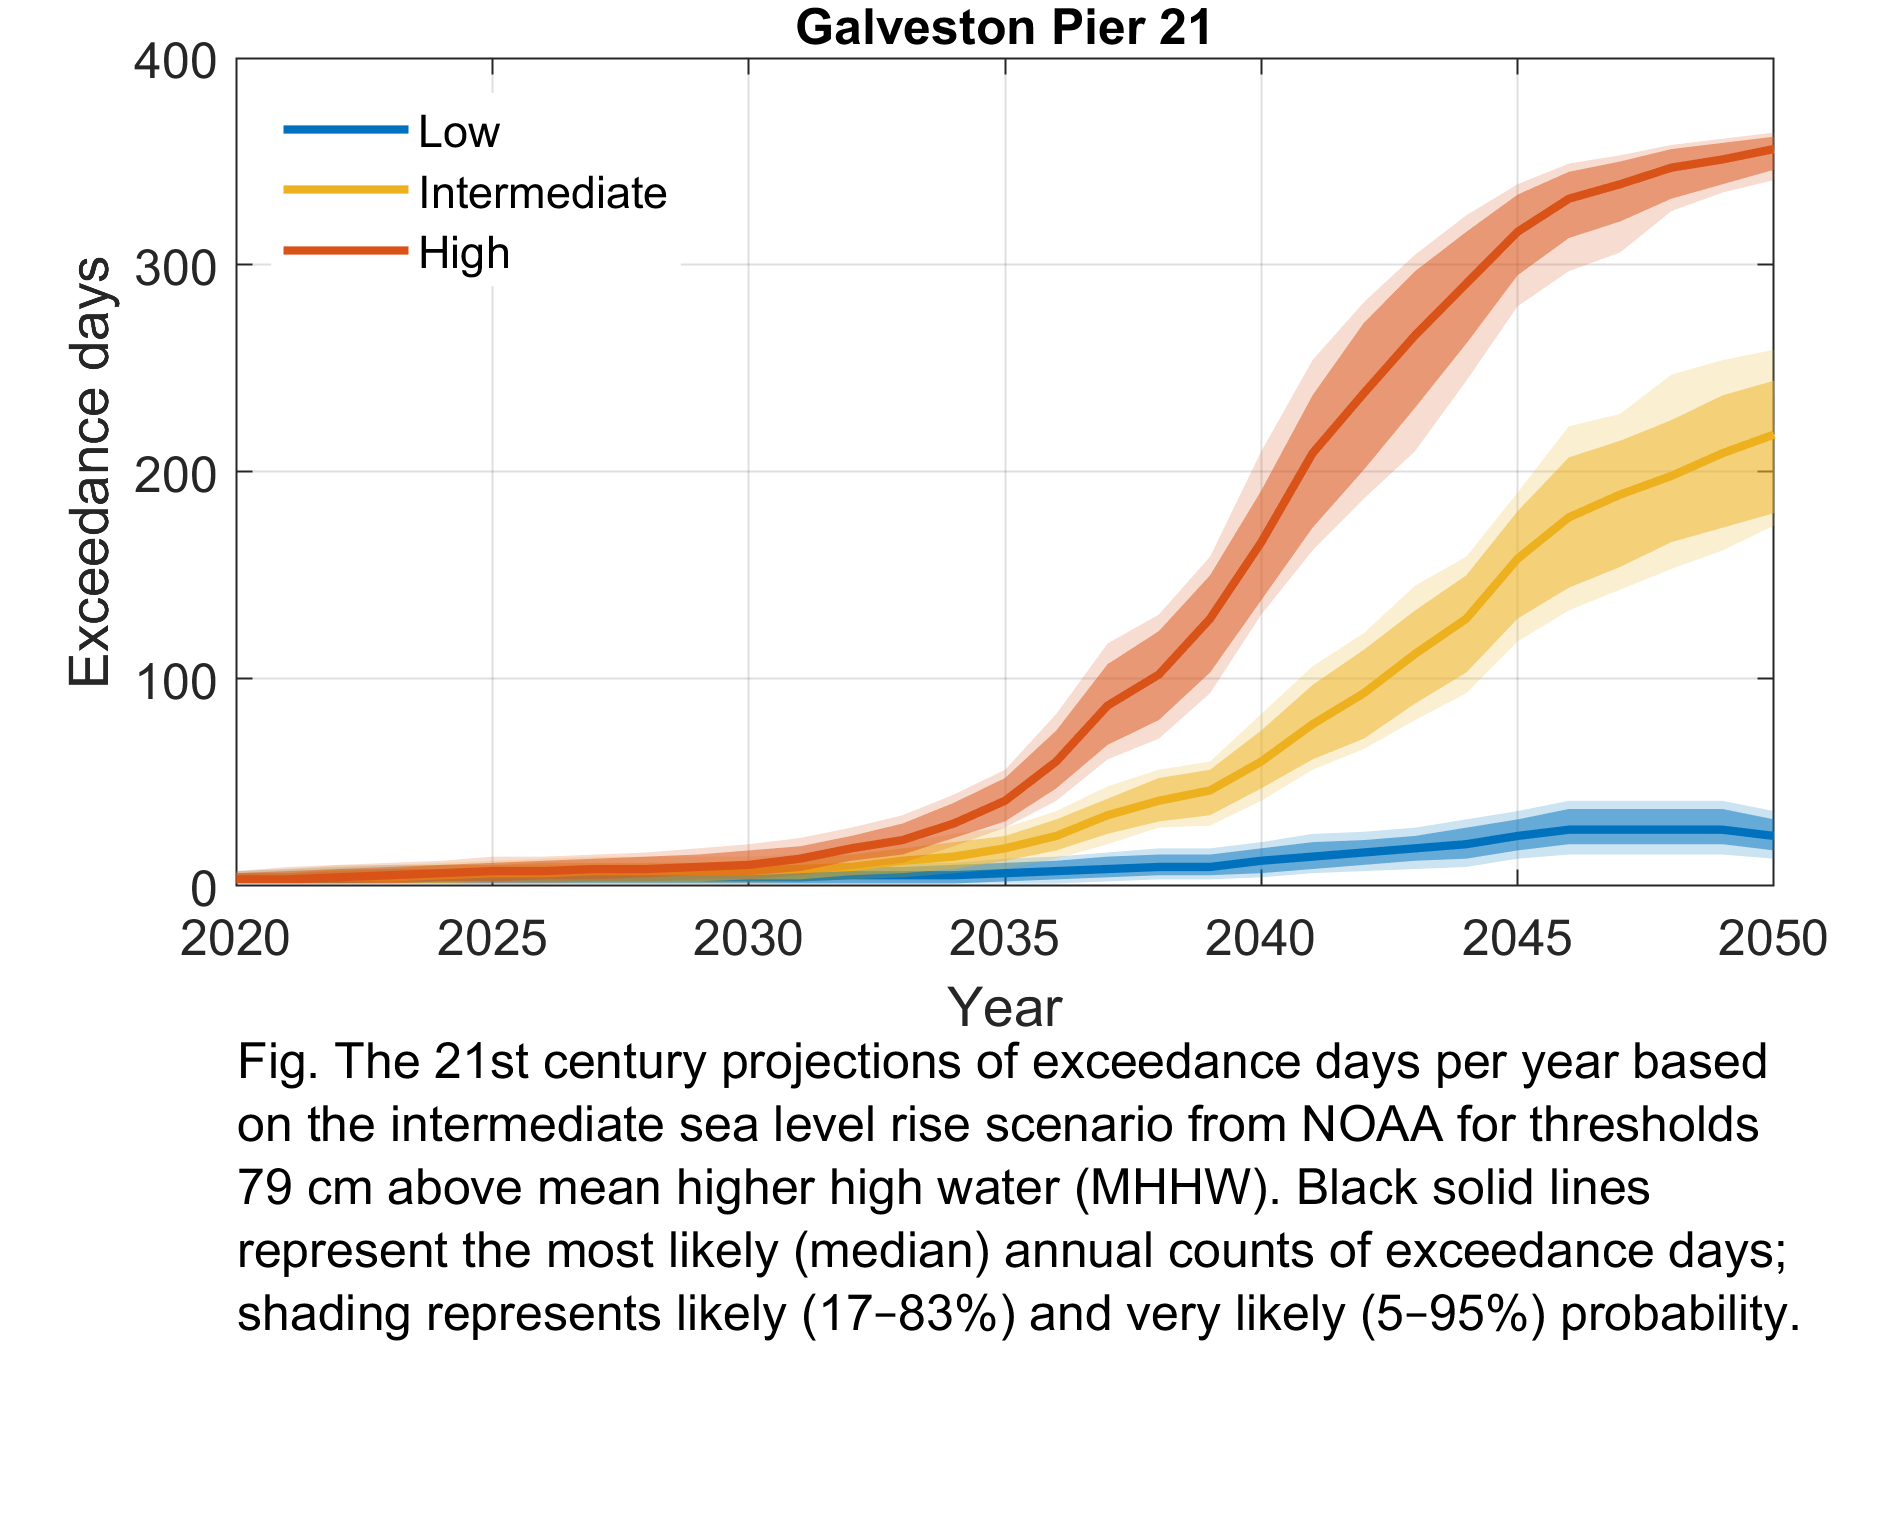 Galveston Pier 21
400
300
200
100
0
Exceedance days
Low
Intermediate
High
2020 2025 2030 2035 2040 2045 2050
Year
Fig. The 21st century projections of exceedance days per year based
on the intermediate sea level rise scenario from NOAA for thresholds
79 cm above mean higher high water (MHHW). Black solid lines
represent the most likely (median) annual counts of exceedance days;
shading represents likely (17–83%) and very likely (5–95%) probability.